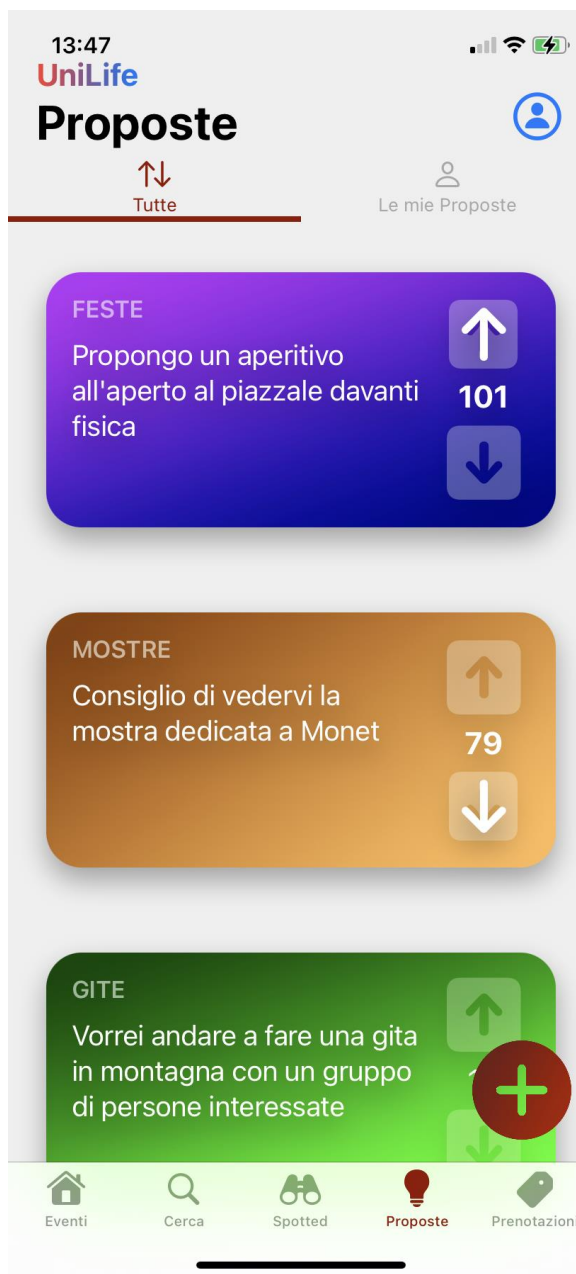 13:47
UniLife
Proposte
Tutte
Le mie Proposte
FESTE
Propongo un aperitivo
all'aperto al piazzale davanti
fisica
101
MOSTRE
Consiglio di vedervi la
mostra dedicata a Monet
79
GITE
Vorrei andare a fare una gita
in montagna con un gruppo
di persone interessate
Eventi
Cerca
Spotted
Proposte
Prenotazioni